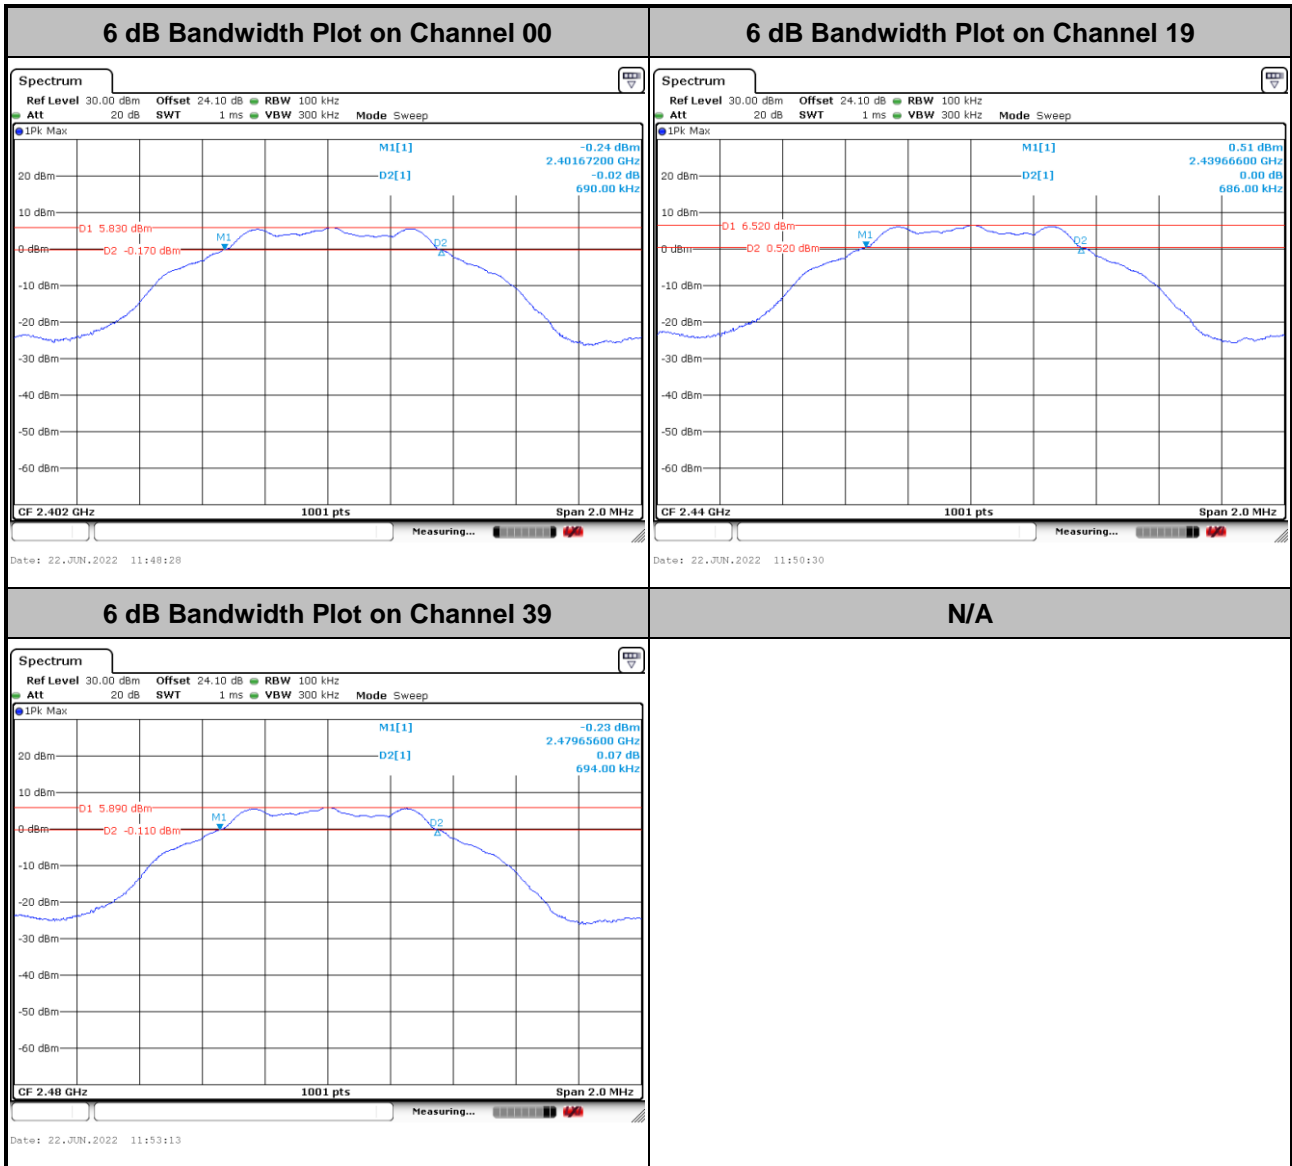 6 dB Bandwidth Plot on Channel 00
6 dB Bandwidth Plot on Channel 19
Spectrum
Ref Level 30.00 dBm Offset 24.10 dB RBW 100 kHz
Att 20 dB SWT 1 ms VBW 300 kHz Mode Sweep
1Pk Max
M1[1] -0.24 dBm
2.40167200 GHz
D2[1] -0.02 dB
690.00 kHz
20 dBm
10 dBm
D1 5.830 dBm
M1
D2
0 dBm
D2 -0.170 dBm
-10 dBm
-20 dBm
-30 dBm
-40 dBm
-50 dBm
-60 dBm
CF 2.402 GHz 1001 pts Span 2.0 MHz
Measuring...
Date: 22.JUN.2022 11:48:28
Spectrum
Ref Level 30.00 dBm Offset 24.10 dB RBW 100 kHz
Att 20 dB SWT 1 ms VBW 300 kHz Mode Sweep
1Pk Max
M1[1] 0.51 dBm
2.43966600 GHz
D2[1] 0.00 dB
686.00 kHz
20 dBm
10 dBm
D1 6.520 dBm
M1
D2
0 dBm
D2 0.520 dBm
-10 dBm
-20 dBm
-30 dBm
-40 dBm
-50 dBm
-60 dBm
CF 2.44 GHz 1001 pts Span 2.0 MHz
Measuring...
Date: 22.JUN.2022 11:50:30
6 dB Bandwidth Plot on Channel 39
N/A
Spectrum
Ref Level 30.00 dBm Offset 24.10 dB RBW 100 kHz
Att 20 dB SWT 1 ms VBW 300 kHz Mode Sweep
1Pk Max
M1[1] -0.23 dBm
2.47965600 GHz
D2[1] 0.07 dB
694.00 kHz
20 dBm
10 dBm
D1 5.890 dBm
M1
D2
0 dBm
D2 -0.110 dBm
-10 dBm
-20 dBm
-30 dBm
-40 dBm
-50 dBm
-60 dBm
CF 2.48 GHz 1001 pts Span 2.0 MHz
Measuring...
Date: 22.JUN.2022 11:53:13